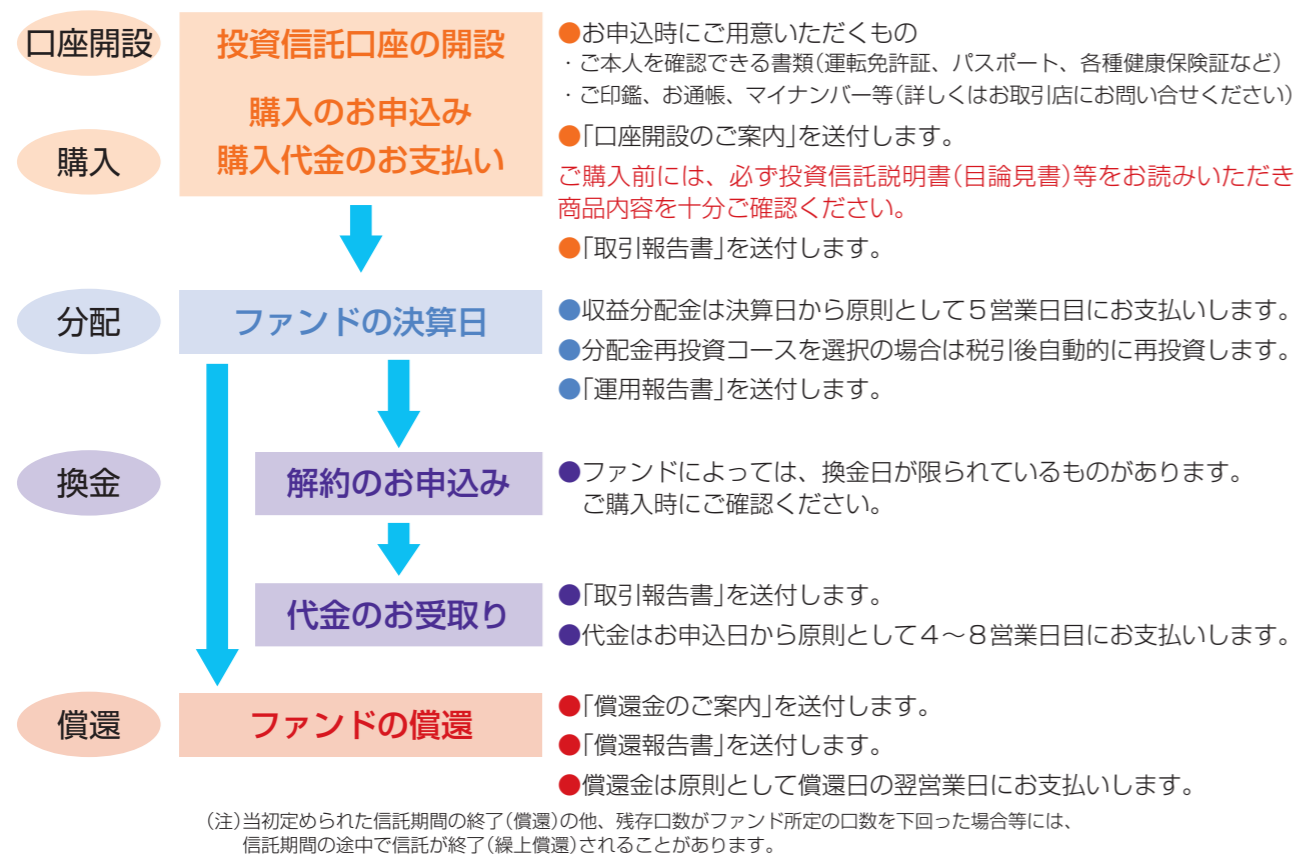 口座開設
投資信託口座の開設
購入
購入のお申込み
購入代金のお支払い
●お申込時にご用意いただくもの
・ご本人を確認できる書類(運転免許証、パスポート、各種健康保険証など)
・ご印鑑、お通帳、マイナンバー等(詳しくはお取引店にお問い合せください)
●「口座開設のご案内」を送付します。
ご購入前には、必ず投資信託説明書(目論見書)等をお読みいただき
商品内容を十分ご確認ください。
●「取引報告書」を送付します。
分配
ファンドの決算日
●収益分配金は決算日から原則として5営業日目にお支払いします。
●分配金再投資コースを選択の場合は税引後自動的に再投資します。
●「運用報告書」を送付します。
換金
解約のお申込み
●ファンドによっては、換金日が限られているものがあります。
ご購入時にご確認ください。
代金のお受取り
●「取引報告書」を送付します。
●代金はお申込日から原則として4〜8営業日目にお支払いします。
償還
ファンドの償還
●「償還金のご案内」を送付します。
●「償還報告書」を送付します。
●償還金は原則として償還日の翌営業日にお支払いします。
(注)当初定められた信託期間の終了(償還)の他、残存口数がファンド所定の口数を下回った場合等には、
信託期間の途中で信託が終了(繰上償還)されることがあります。